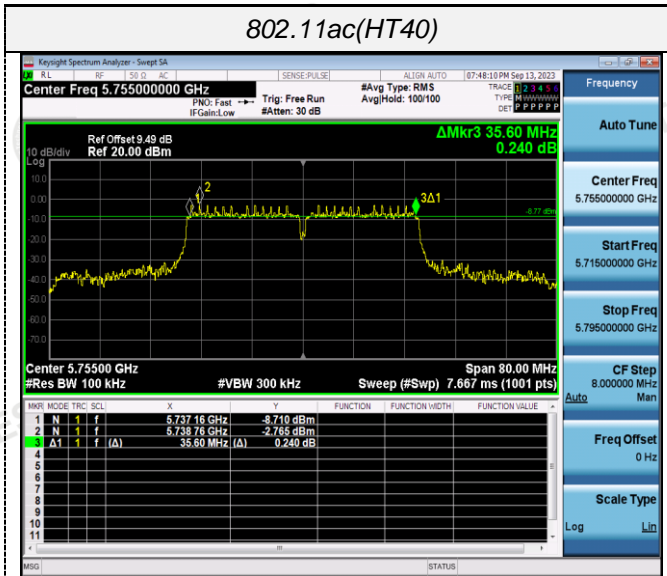 802.11ac(HT40)
Keysight Spectrum Analyzer - Swept SA
RL RF 50 Ω AC SENSE:PULSE ALIGN AUTO 07:48:10 PM Sep 13, 2023
Center Freq 5.755000000 GHz
PNO: Fast
IFGain:Low
Trig: Free Run
#Atten: 30 dB
#Avg Type: RMS
Avg|Hold: 100/100
TRACE 1 2 3 4 5 6
TYPE M WWWWW
DET P P P P P P
Ref Offset 9.49 dB
10 dB/div Ref 20.00 dBm
Log
ΔMkr3 35.60 MHz
0.240 dB
10.0
0.00
-10.0
-20.0
-30.0
-40.0
-50.0
-60.0
-70.0
1
2
3Δ1
-8.77 dBm
Center 5.75500 GHz Span 80.00 MHz
#Res BW 100 kHz #VBW 300 kHz Sweep (#Swp) 7.667 ms (1001 pts)
MKR MODE TRC SCL X Y FUNCTION FUNCTION WIDTH FUNCTION VALUE
1 N 1 f 5.737 16 GHz -8.710 dBm
2 N 1 f 5.738 76 GHz -2.765 dBm
3 Δ1 1 f (Δ) 35.60 MHz (Δ) 0.240 dB
4
5
6
7
8
9
10
11
MSG STATUS
Frequency
Auto Tune
Center Freq
5.755000000 GHz
Start Freq
5.715000000 GHz
Stop Freq
5.795000000 GHz
CF Step
8.000000 MHz
Auto Man
Freq Offset
0 Hz
Scale Type
Log Lin